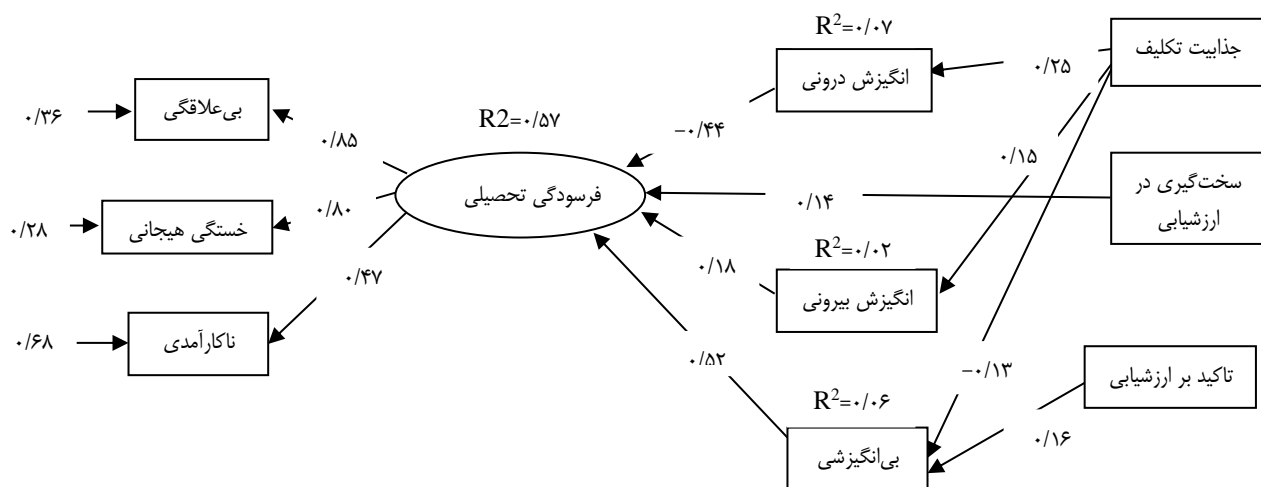 R²=۰/۰۷
جذابیت تکلیف
انگیزش درونی
۰/۲۵
۰/۳۶
بی‌علاقگی
R2=۰/۵۷
۰/۸۵
-۰/۴۴
۰/۱۵
سخت‌گیری در
ارزشیابی
فرسودگی تحصیلی
۰/۱۴
۰/۸۰
۰/۲۸
خستگی هیجانی
R²=۰/۰۲
۰/۱۸
انگیزش بیرونی
۰/۴۷
۰/۶۸
ناکارآمدی
۰/۵۲
-۰/۱۳
تاکید بر ارزشیابی
R²=۰/۰۶
۰/۱۶
بی‌انگیزشی